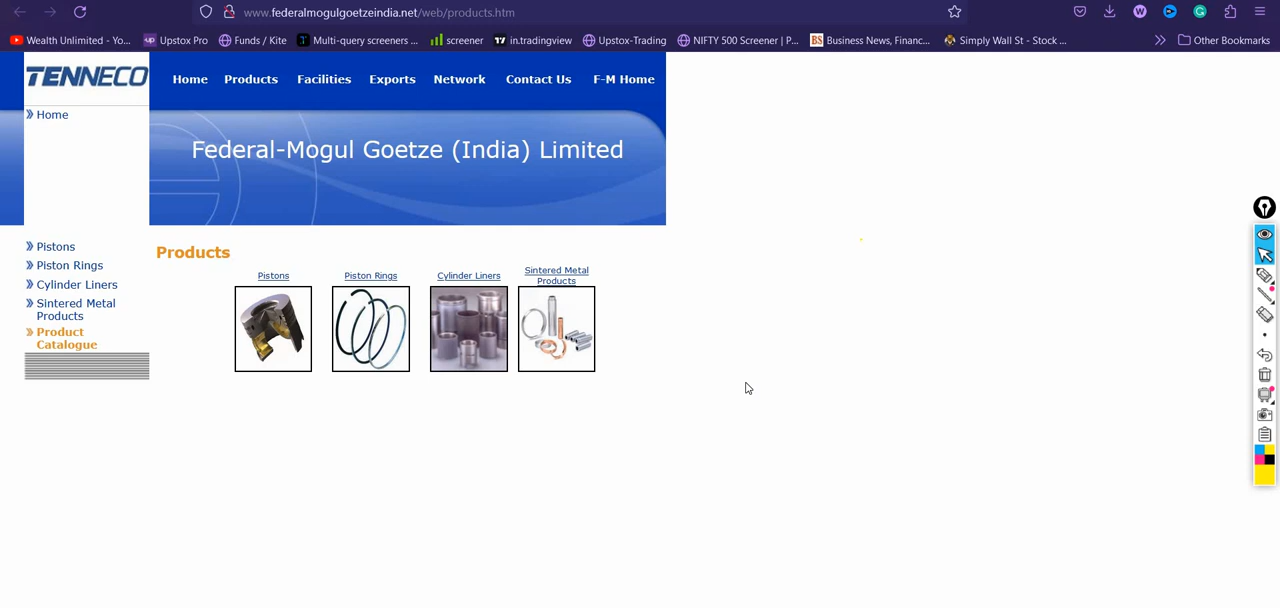 www.federalmogulgoetzeindia.net/web/products.htm
Wealth Unlimited - Yo... up Upstox Pro Funds / Kite Multi-query screeners ... screener in.tradingview Upstox-Trading NIFTY 500 Screener | P... BS Business News, Financ... Simply Wall St - Stock ... Other Bookmarks
TENNECO
Home Products Facilities Exports Network Contact Us F-M Home
Home
Federal-Mogul Goetze (India) Limited
Pistons
Piston Rings
Cylinder Liners
Sintered Metal
Products
Product
Catalogue
Products
Pistons
Piston Rings
Cylinder Liners
Sintered Metal
Products